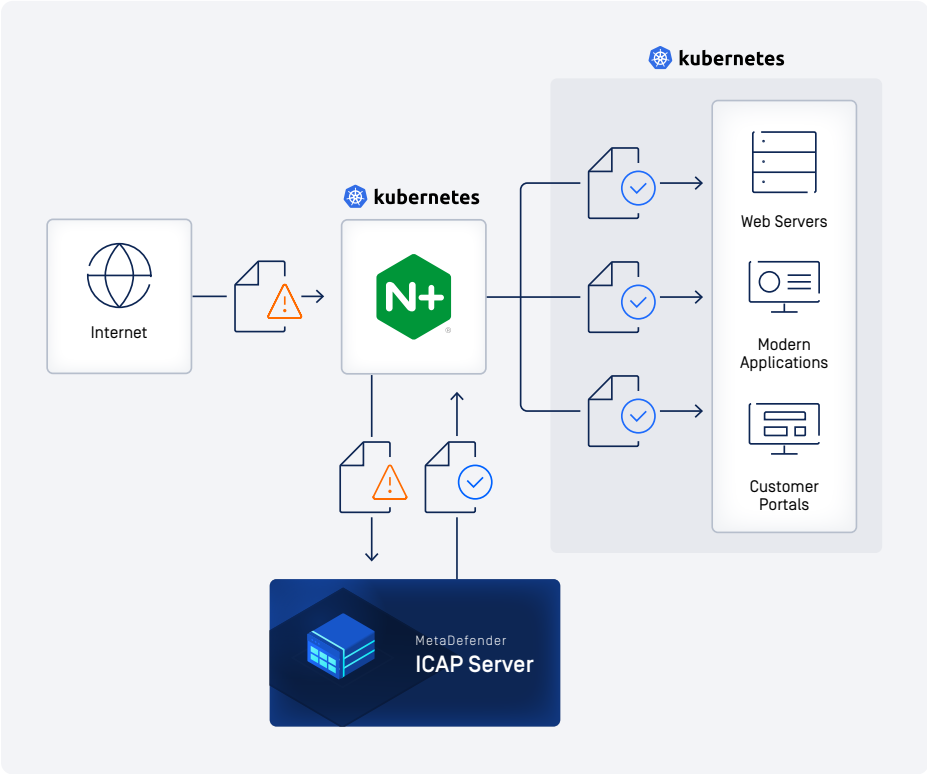 kubernetes
kubernetes
Internet
N+
®
Web Servers
Modern
Applications
Customer
Portals
MetaDefender
ICAP Server